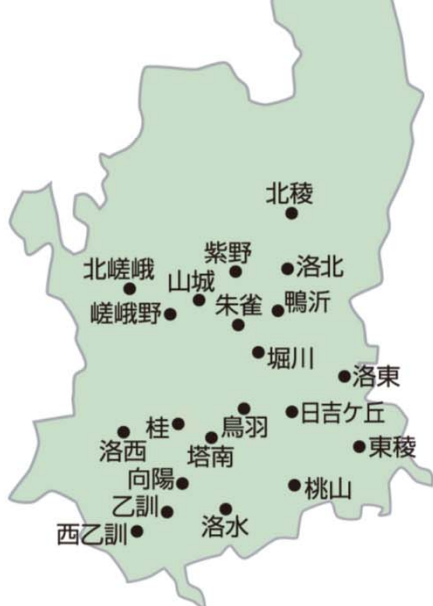 北稜
紫野
洛北
北嵯峨
山城
嵯峨野
朱雀
鴨沂
堀川
洛東
鳥羽
日吉ケ丘
桂
洛西
塔南
東稜
向陽
桃山
乙訓
洛水
西乙訓